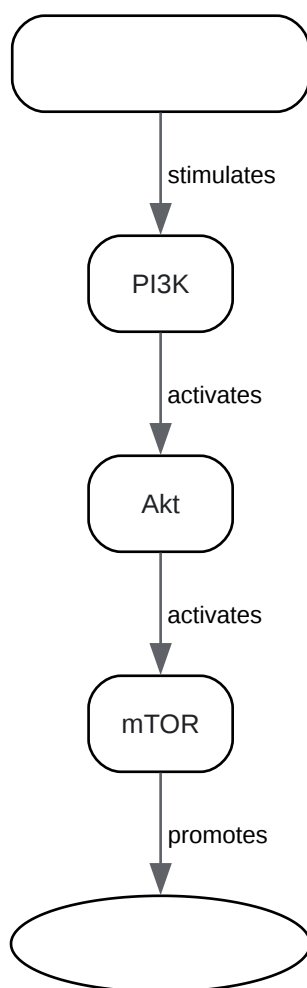 stimulates
PI3K
activates
Akt
activates
mTOR
promotes